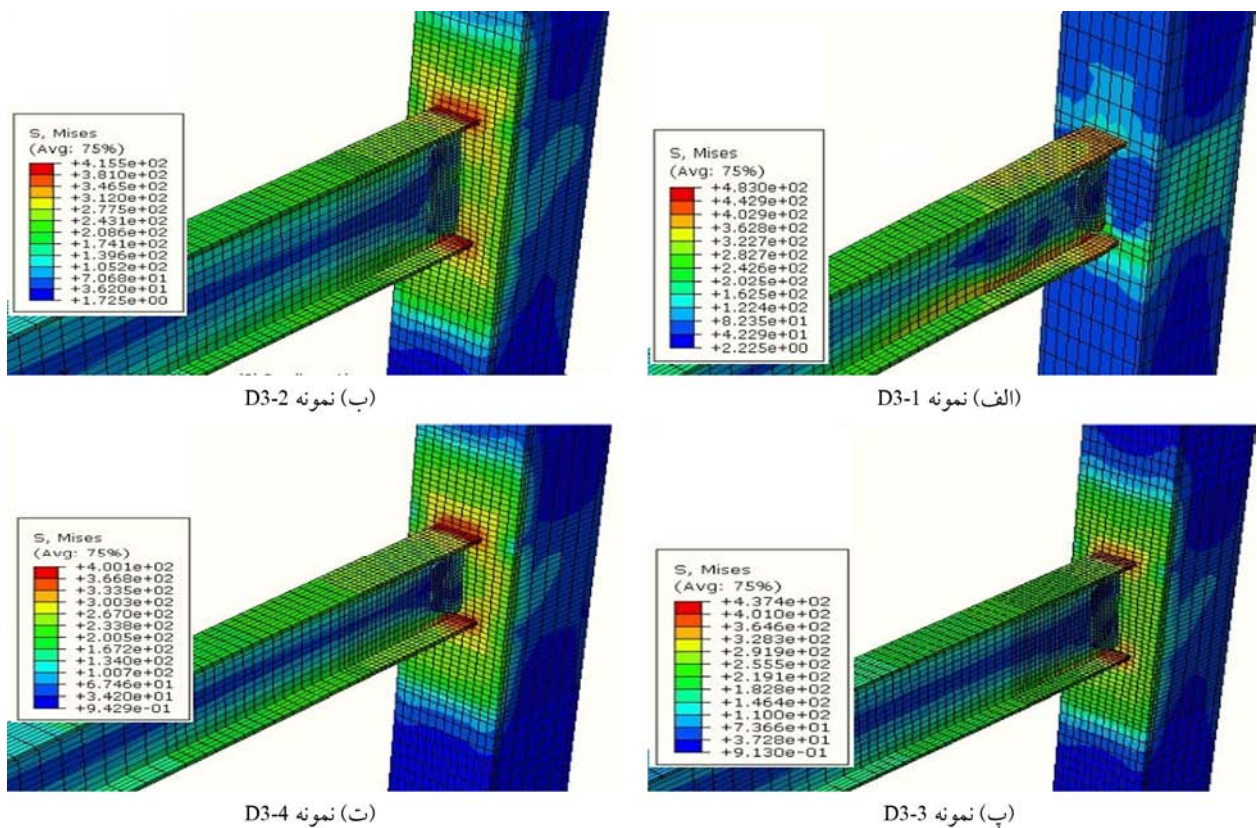 S, Mises
(Avg: 75%)
+4.830e+02
+4.429e+02
+4.029e+02
+3.628e+02
+3.227e+02
+2.827e+02
+2.426e+02
+2.025e+02
+1.625e+02
+1.224e+02
+8.235e+01
+4.229e+01
+2.225e+00
(الف) نمونه D3-1
S, Mises
(Avg: 75%)
+4.155e+02
+3.810e+02
+3.465e+02
+3.120e+02
+2.775e+02
+2.431e+02
+2.086e+02
+1.741e+02
+1.396e+02
+1.052e+02
+7.068e+01
+3.620e+01
+1.725e+00
(ب) نمونه D3-2
S, Mises
(Avg: 75%)
+4.374e+02
+4.010e+02
+3.646e+02
+3.283e+02
+2.919e+02
+2.555e+02
+2.191e+02
+1.828e+02
+1.464e+02
+1.100e+02
+7.366e+01
+3.728e+01
+9.130e-01
(پ) نمونه D3-3
S, Mises
(Avg: 75%)
+4.001e+02
+3.668e+02
+3.335e+02
+3.003e+02
+2.670e+02
+2.338e+02
+2.005e+02
+1.672e+02
+1.340e+02
+1.007e+02
+6.746e+01
+3.420e+01
+9.429e-01
(ت) نمونه D3-4